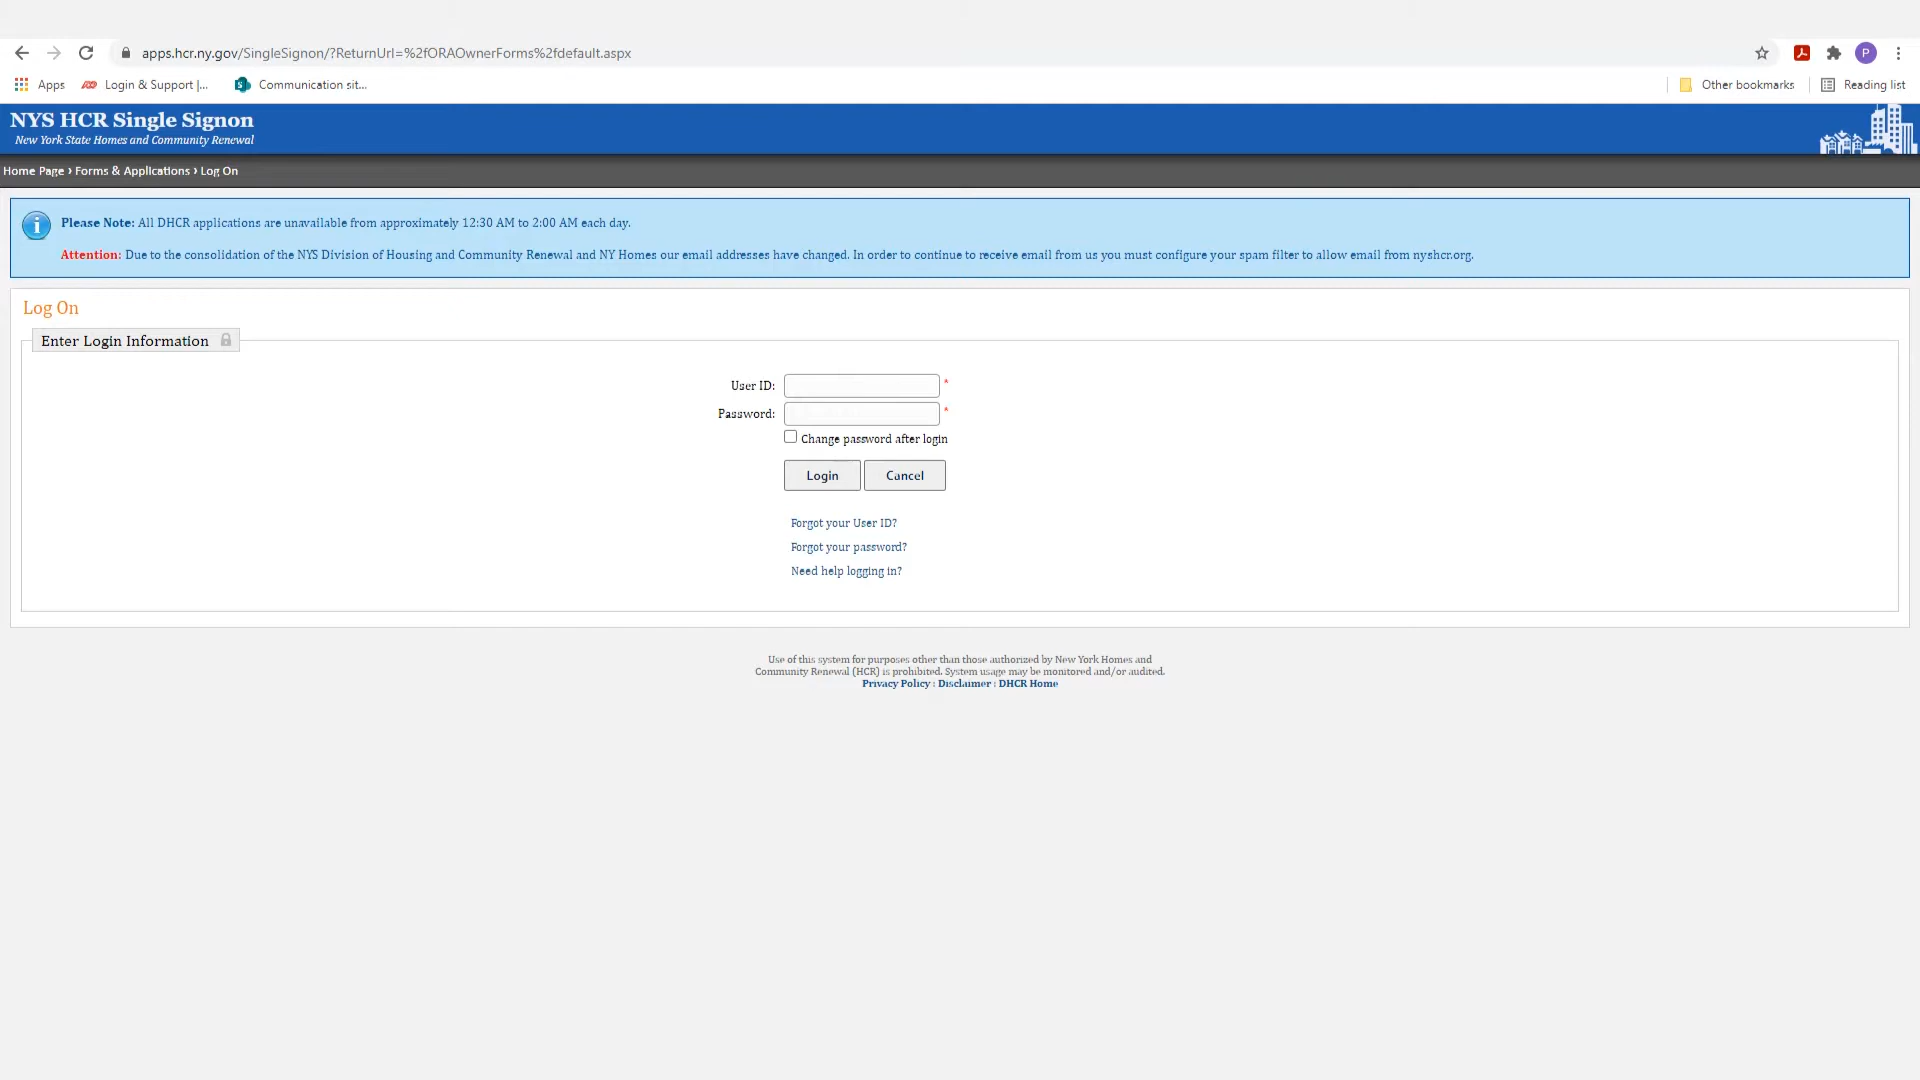 apps.hcr.ny.gov/SingleSignon/?ReturnUrl=%2fORAOwnerForms%2fdefault.aspx
P
Apps
Login & Support |...
S
Communication sit...
Other bookmarks
Reading list
NYS HCR Single Signon
New York State Homes and Community Renewal
Home Page › Forms & Applications › Log On
Please Note: All DHCR applications are unavailable from approximately 12:30 AM to 2:00 AM each day.
Attention: Due to the consolidation of the NYS Division of Housing and Community Renewal and NY Homes our email addresses have changed. In order to continue to receive email from us you must configure your spam filter to allow email from nyshcr.org.
Log On
Enter Login Information
User ID: *
Password: *
Change password after login
Login Cancel
Forgot your User ID?
Forgot your password?
Need help logging in?
Use of this system for purposes other than those authorized by New York Homes and
Community Renewal (HCR) is prohibited. System usage may be monitored and/or audited.
Privacy Policy : Disclaimer : DHCR Home